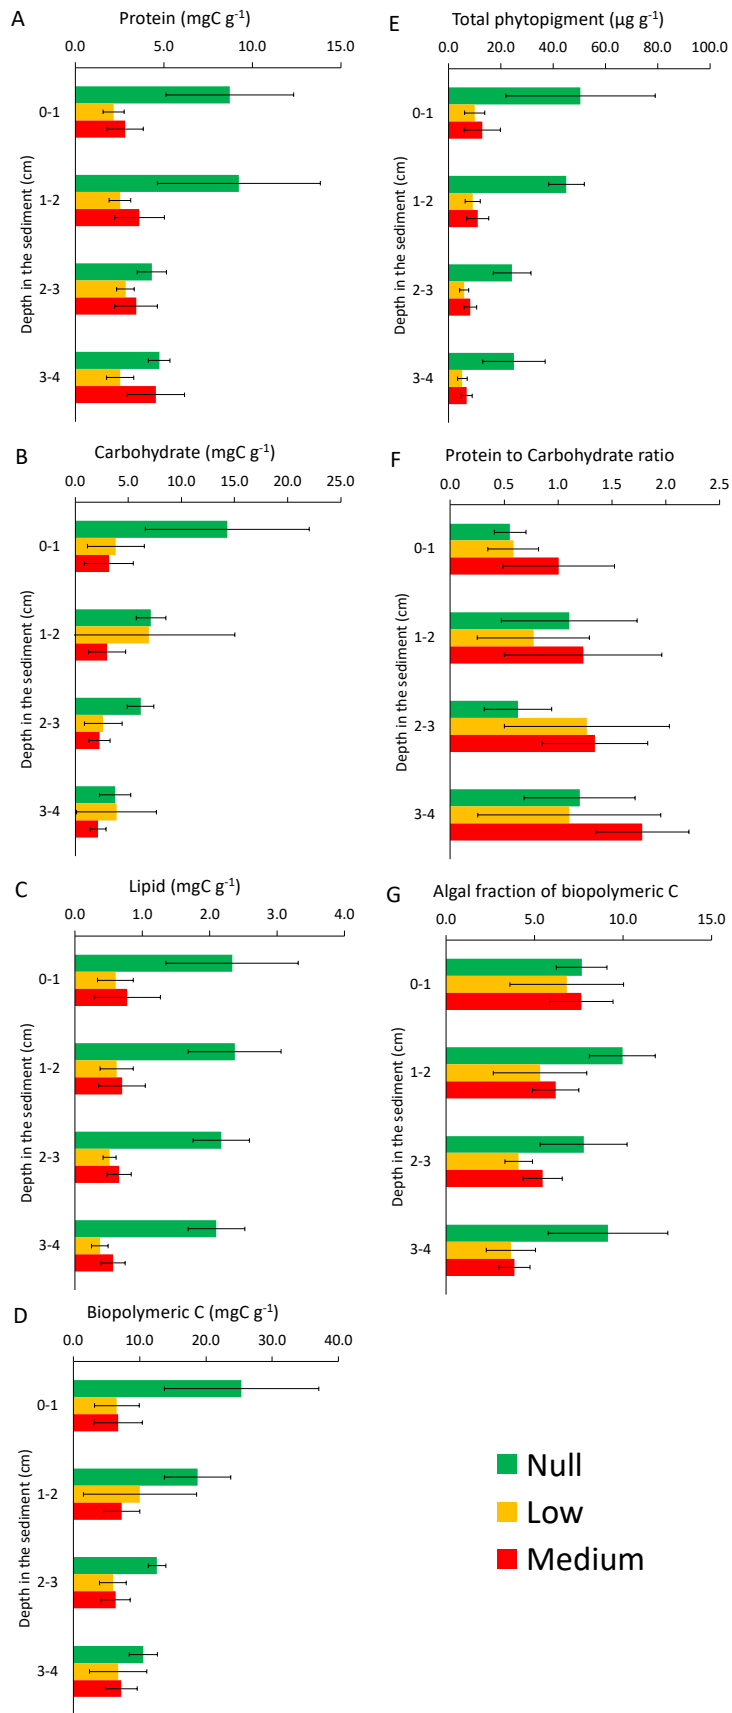 A
Protein (mgC g⁻¹)
0.0 5.0 10.0 15.0
0-1
1-2
2-3
3-4
Depth in the sediment (cm)
B
Carbohydrate (mgC g⁻¹)
0.0 5.0 10.0 15.0 20.0 25.0
0-1
1-2
2-3
3-4
Depth in the sediment (cm)
C
Lipid (mgC g⁻¹)
0.0 1.0 2.0 3.0 4.0
0-1
1-2
2-3
3-4
Depth in the sediment (cm)
D
Biopolymeric C (mgC g⁻¹)
0.0 10.0 20.0 30.0 40.0
0-1
1-2
2-3
3-4
Depth in the sediment (cm)
E
Total phytopigment (µg g⁻¹)
0.0 20.0 40.0 60.0 80.0 100.0
0-1
1-2
2-3
3-4
Depth in the sediment (cm)
F
Protein to Carbohydrate ratio
0.0 0.5 1.0 1.5 2.0 2.5
0-1
1-2
2-3
3-4
Depth in the sediment (cm)
G
Algal fraction of biopolymeric C
0.0 5.0 10.0 15.0
0-1
1-2
2-3
3-4
Depth in the sediment (cm)
Null
Low
Medium